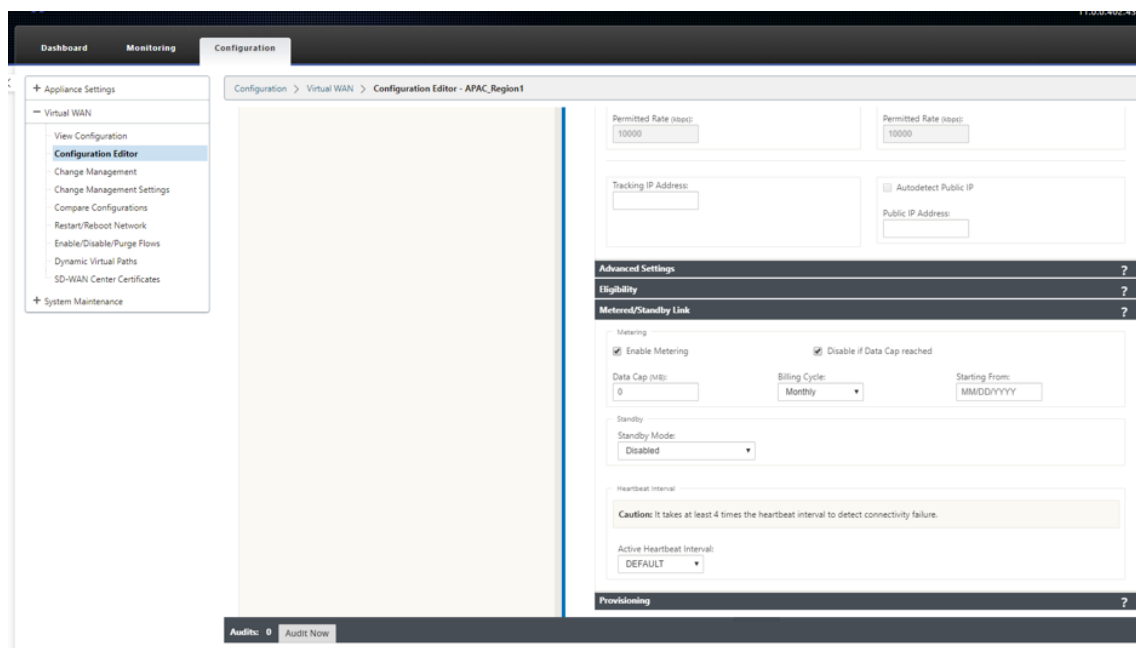 11.0.0.402.43
Dashboard Monitoring Configuration
+ Appliance Settings
− Virtual WAN
View Configuration
Configuration Editor
Change Management
Change Management Settings
Compare Configurations
Restart/Reboot Network
Enable/Disable/Purge Flows
Dynamic Virtual Paths
SD-WAN Center Certificates
+ System Maintenance
Configuration > Virtual WAN > Configuration Editor - APAC_Region1
Permitted Rate (kbps): Permitted Rate (kbps):
10000 10000
Tracking IP Address: Autodetect Public IP
Public IP Address:
Advanced Settings ?
Eligibility ?
Metered/Standby Link ?
Metering
Enable Metering Disable if Data Cap reached
Data Cap (MB): Billing Cycle: Starting From:
0 Monthly MM/DD/YYYY
Standby
Standby Mode:
Disabled
Heartbeat Interval
Caution: It takes at least 4 times the heartbeat interval to detect connectivity failure.
Active Heartbeat Interval:
DEFAULT
Provisioning ?
Audits: 0 Audit Now